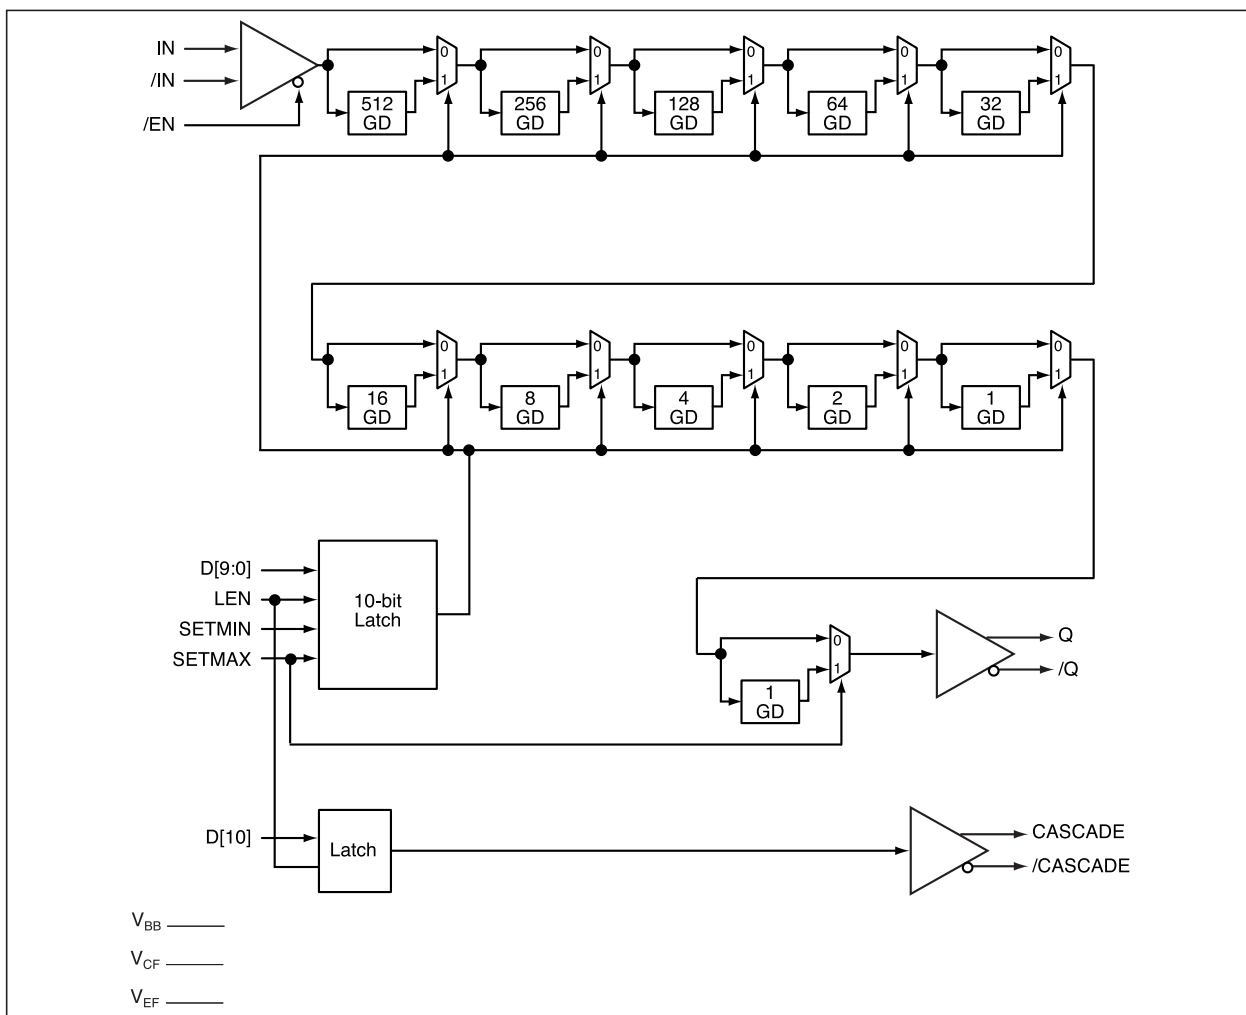 IN
/IN
/EN
0
1
512
GD
0
1
256
GD
0
1
128
GD
0
1
64
GD
0
1
32
GD
0
1
16
GD
0
1
8
GD
0
1
4
GD
0
1
2
GD
0
1
1
GD
D[9:0]
LEN
SETMIN
SETMAX
10-bit
Latch
0
1
1
GD
Q
/Q
D[10]
Latch
CASCADE
/CASCADE
VBB
VCF
VEF